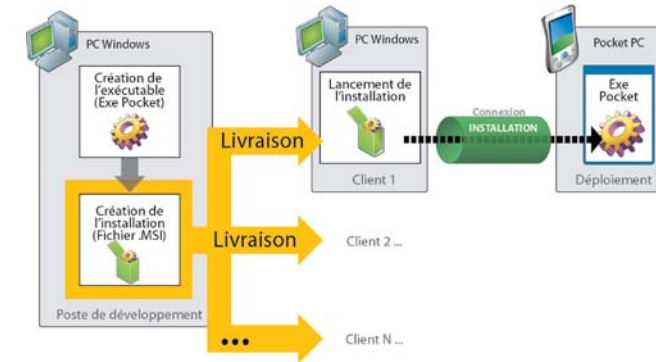 PC Windows
Création de
l'exécutable
(Exe Pocket)
Création de
l'installation
(Fichier .MSI)
Poste de développement
Livraison
Livraison
...
PC Windows
Lancement de
l'installation
Client 1
Client 2 ...
Client N ...
Connexion
INSTALLATION
Pocket PC
Exe
Pocket
Déploiement